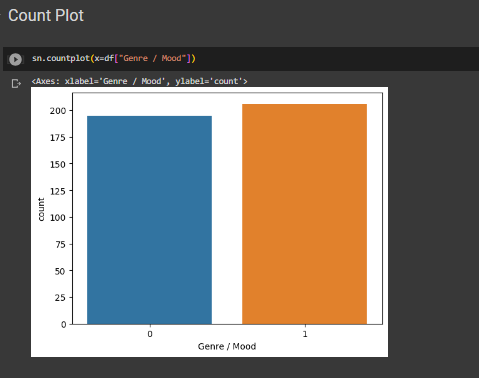 Count Plot
sn.countplot(x=df["Genre / Mood"])
<Axes: xlabel='Genre / Mood', ylabel='count'>
200
175
150
125
100
75
50
25
0
count
0 1
Genre / Mood